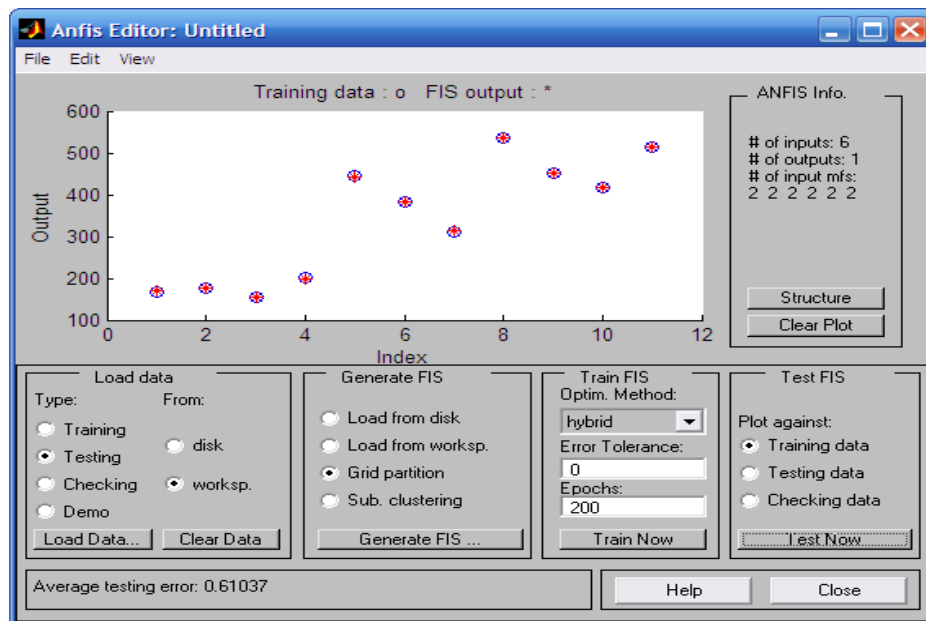 Anfis Editor: Untitled
File Edit View
Training data : o FIS output : *
600
500
400
300
200
100
Output
0 2 4 6 8 10 12
Index
ANFIS Info.
# of inputs: 6
# of outputs: 1
# of input mfs:
2 2 2 2 2 2
Structure
Clear Plot
Load data
Type: From:
Training
disk
Testing
Checking
worksp.
Demo
Load Data... Clear Data
Generate FIS
Load from disk
Load from worksp.
Grid partition
Sub. clustering
Generate FIS ...
Train FIS
Optim. Method:
hybrid
Error Tolerance:
0
Epochs:
200
Train Now
Test FIS
Plot against:
Training data
Testing data
Checking data
Test Now
Average testing error: 0.61037
Help
Close